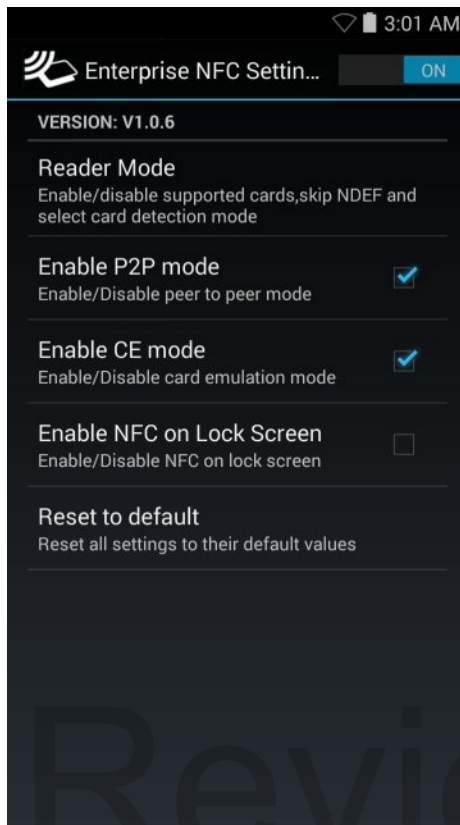 3:01 AM
Enterprise NFC Settin...
ON
VERSION: V1.0.6
Reader Mode
Enable/disable supported cards,skip NDEF and
select card detection mode
Enable P2P mode
Enable/Disable peer to peer mode
Enable CE mode
Enable/Disable card emulation mode
Enable NFC on Lock Screen
Enable/Disable NFC on lock screen
Reset to default
Reset all settings to their default values
Revi